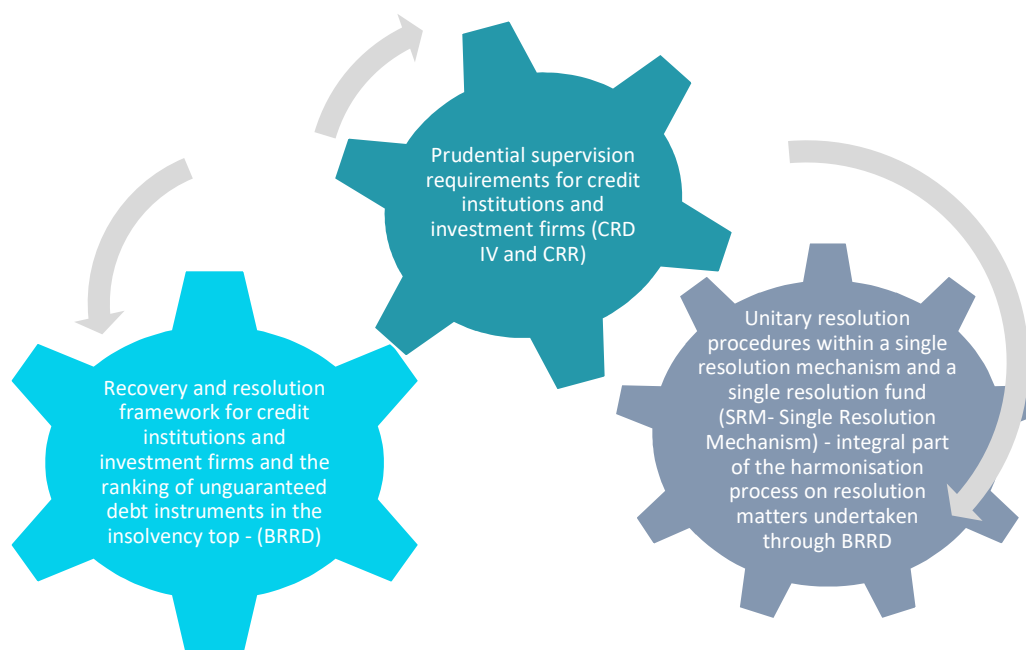 Prudential supervision
requirements for credit
institutions and
investment firms (CRD
IV and CRR)
Recovery and resolution
framework for credit
institutions and
investment firms and the
ranking of unguaranteed
debt instruments in the
insolvency top - (BRRD)
Unitary resolution
procedures within a single
resolution mechanism and a
single resolution fund
(SRM- Single Resolution
Mechanism) - integral part
of the harmonisation
process on resolution
matters undertaken
through BRRD